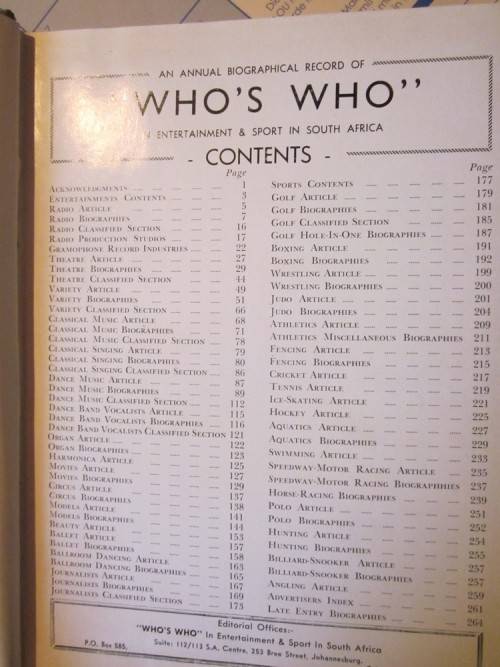 AN ANNUAL BIOGRAPHICAL RECORD OF
"WHO'S WHO"
IN ENTERTAINMENT & SPORT IN SOUTH AFRICA
- CONTENTS -
Page
ACKNOWLEDGMENTS 1
ENTERTAINMENTS CONTENTS 3
RADIO ARTICLE 5
RADIO BIOGRAPHIES 7
RADIO CLASSIFIED SECTION 16
RADIO PRODUCTION STUDIOS 17
GRAMOPHONE RECORD INDUSTRIES 22
THEATRE ARTICLE 27
THEATRE BIOGRAPHIES 29
THEATRE CLASSIFIED SECTION 44
VARIETY ARTICLE 49
VARIETY BIOGRAPHIES 51
VARIETY CLASSIFIED SECTION 66
CLASSICAL MUSIC ARTICLE 68
CLASSICAL MUSIC BIOGRAPHIES 71
CLASSICAL MUSIC CLASSIFIED SECTION 78
CLASSICAL SINGING ARTICLE 79
CLASSICAL SINGING BIOGRAPHIES 80
CLASSICAL SINGING CLASSIFIED SECTION 86
DANCE MUSIC ARTICLE 87
DANCE MUSIC BIOGRAPHIES 89
DANCE MUSIC CLASSIFIED SECTION 112
DANCE BAND VOCALISTS ARTICLE 115
DANCE BAND VOCALISTS BIOGRAPHIES 116
DANCE BAND VOCALISTS CLASSIFIED SECTION 121
ORGAN ARTICLE 122
ORGAN BIOGRAPHIES 123
HARMONICA ARTICLE 125
MOVIES ARTICLE 127
MOVIES BIOGRAPHIES 129
CIRCUS ARTICLE 137
CIRCUS BIOGRAPHIES 138
MODELS ARTICLE 141
MODELS BIOGRAPHIES 144
BEAUTY ARTICLE 153
BALLET ARTICLE 157
BALLET BIOGRAPHIES 158
BALLROOM DANCING ARTICLE 163
BALLROOM DANCING BIOGRAPHIES 165
JOURNALISTS ARTICLE 167
JOURNALISTS BIOGRAPHIES 169
JOURNALISTS CLASSIFIED SECTION 173
Page
SPORTS CONTENTS 177
GOLF ARTICLE 179
GOLF BIOGRAPHIES 181
GOLF CLASSIFIED SECTION 185
GOLF HOLE-IN-ONE BIOGRAPHIES 187
BOXING ARTICLE 191
BOXING BIOGRAPHIES 192
WRESTLING ARTICLE 199
WRESTLING BIOGRAPHIES 200
JUDO ARTICLE 201
JUDO BIOGRAPHIES 204
ATHLETICS ARTICLE 209
ATHLETICS MISCELLANEOUS BIOGRAPHIES 211
FENCING ARTICLE 213
FENCING BIOGRAPHIES 215
CRICKET ARTICLE 217
TENNIS ARTICLE 219
ICE-SKATING ARTICLE 221
HOCKEY ARTICLE 225
AQUATICS ARTICLE 227
AQUATICS BIOGRAPHIES 229
SWIMMING ARTICLE 233
SPEEDWAY-MOTOR RACING ARTICLE 235
SPEEDWAY-MOTOR RACING BIOGRAPHHIES 237
HORSE-RACING BIOGRAPHIES 239
POLO ARTICLE 251
POLO BIOGRAPHIES 252
HUNTING ARTICLE 254
HUNTING BIOGRAPHIES 255
BILLIARD-SNOOKER ARTICLE 257
BILLIARD-SNOOKER BIOGRAPHIES 257
ANGLING ARTICLE 259
ADVERTISERS INDEX 261
LATE ENTRY BIOGRAPHIES 264
Editorial Offices:-
"WHO'S WHO" In Entertainment & Sport In South Africa
P.O. Box 585, Suite: 112/113 S.A. Centre, 253 Bree Street, Johannesburg.